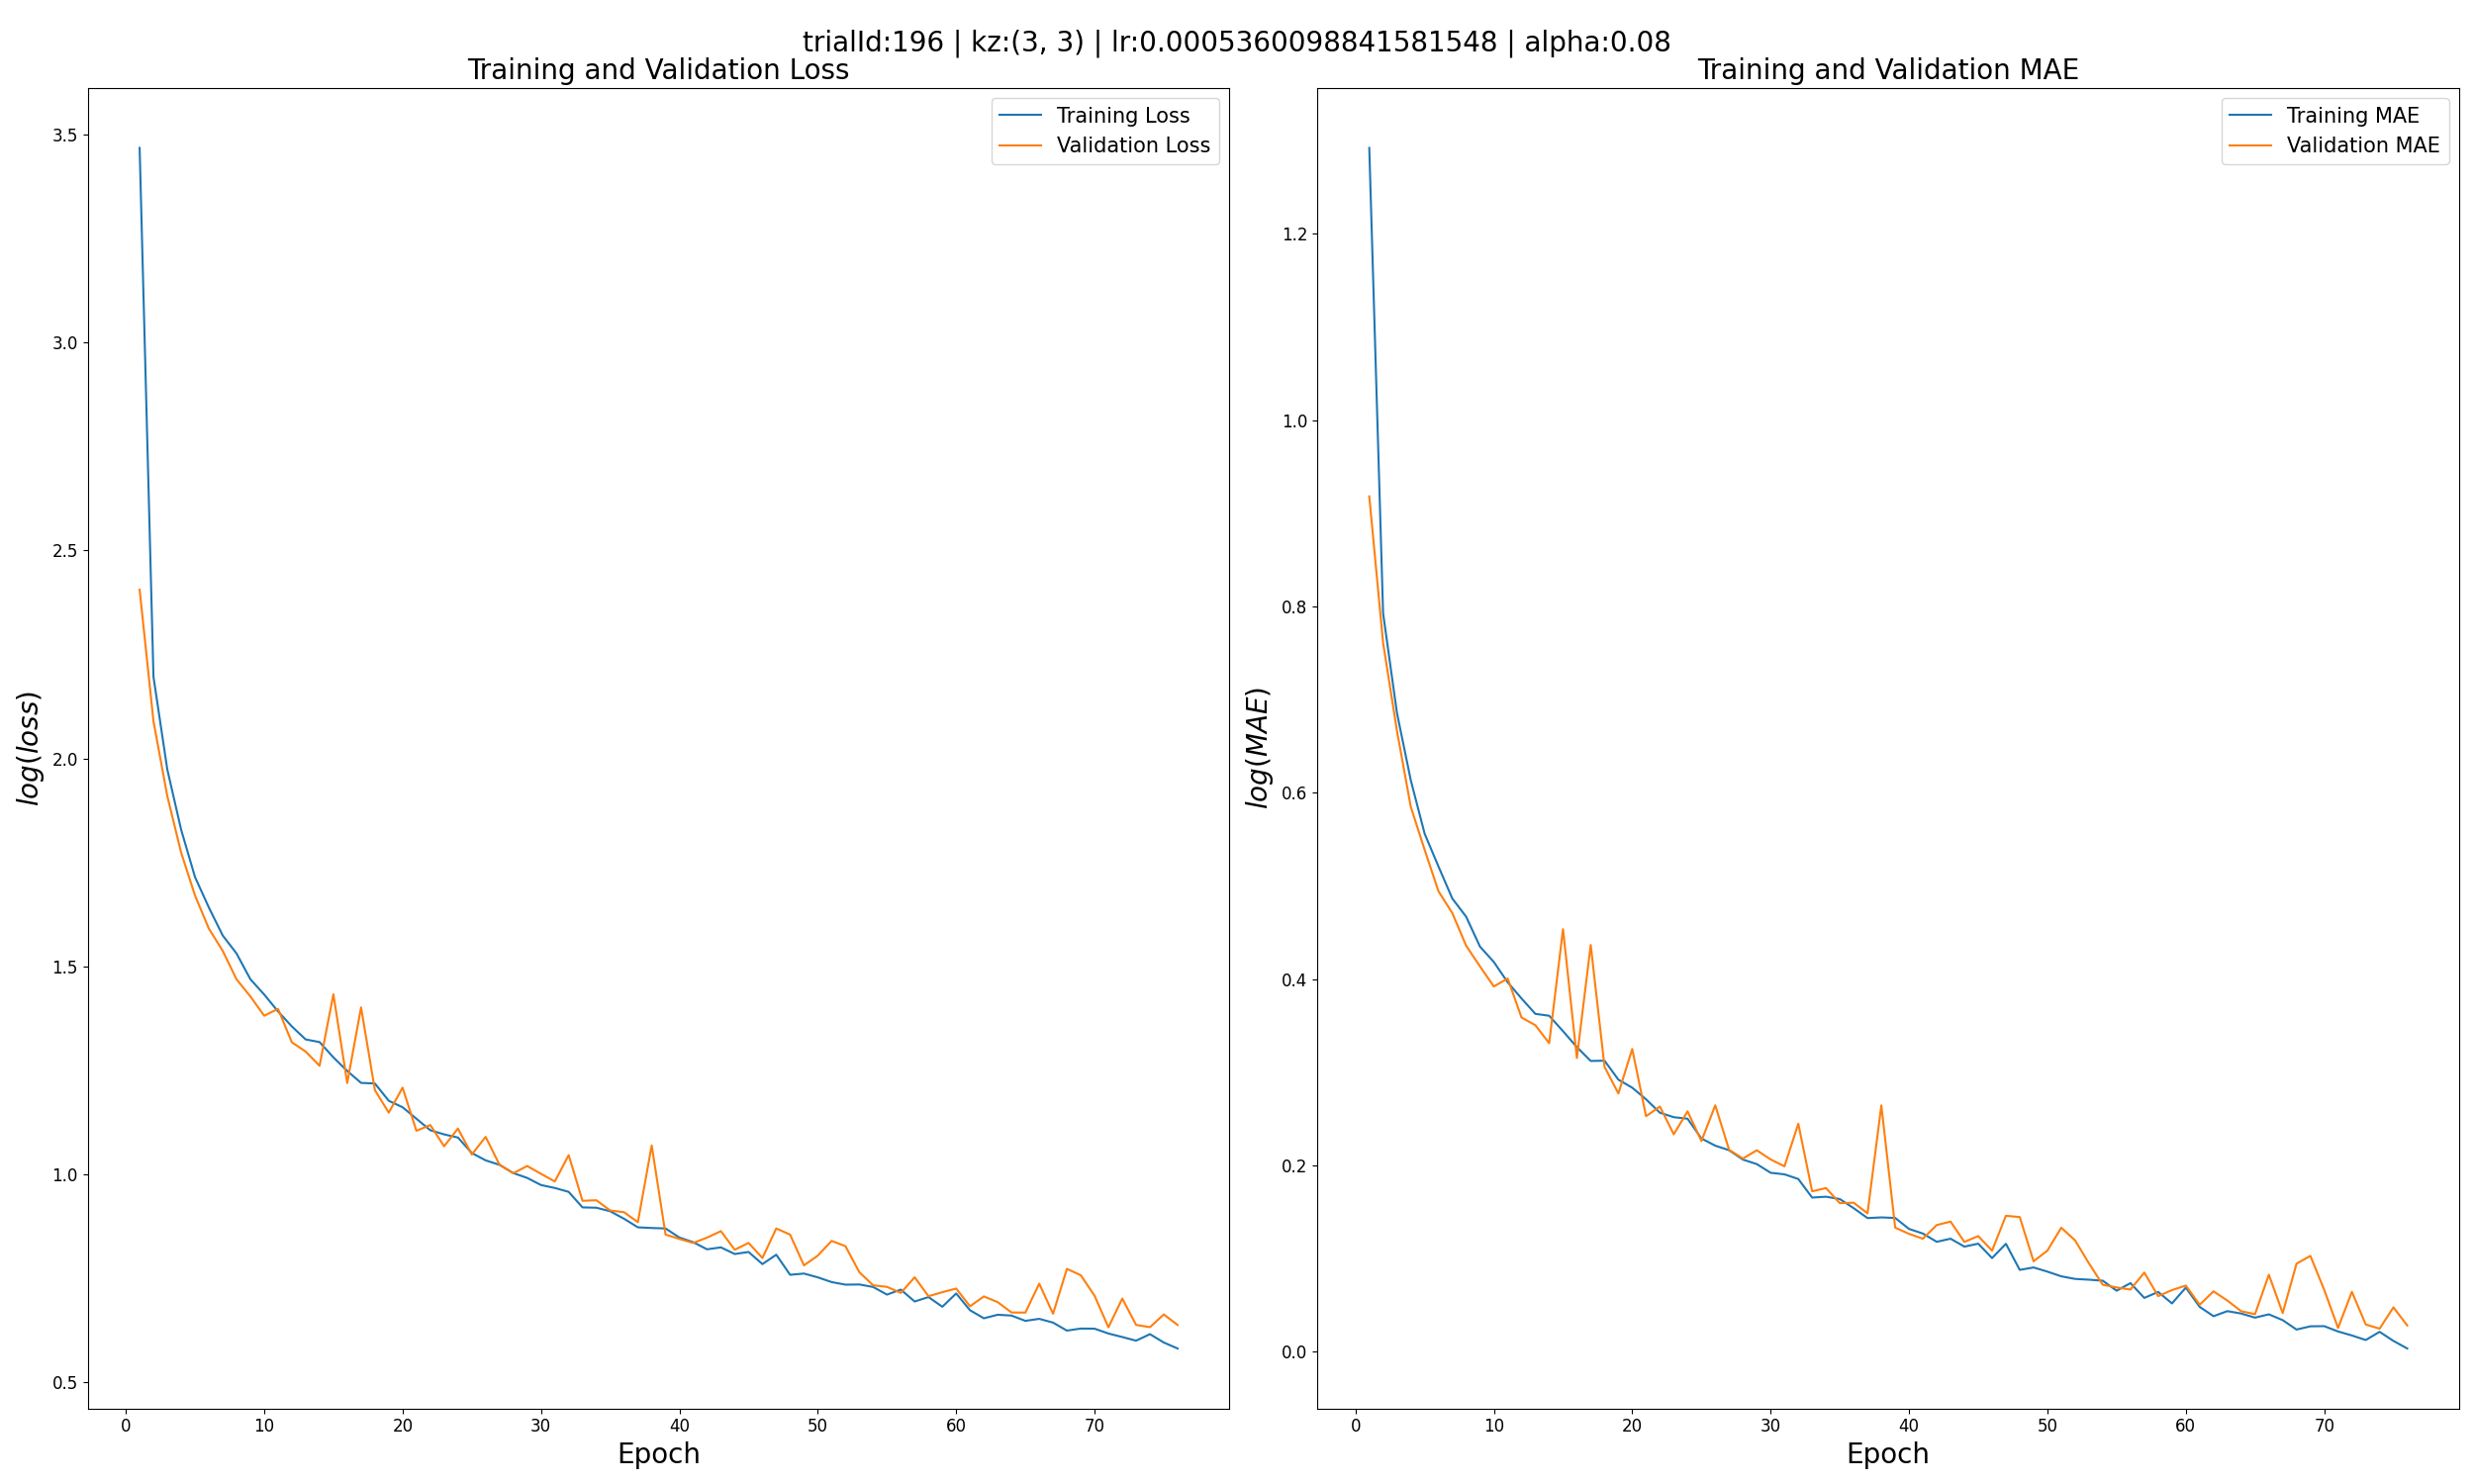 trialId:196 | kz:(3, 3) | lr:0.0005360098841581548 | alpha:0.08
Training and Validation Loss
Training Loss
Validation Loss
3.5
3.0
2.5
2.0
1.5
1.0
0.5
log(loss)
0 10 20 30 40 50 60 70
Epoch
Training and Validation MAE
Training MAE
Validation MAE
1.2
1.0
0.8
0.6
0.4
0.2
0.0
log(MAE)
0 10 20 30 40 50 60 70
Epoch